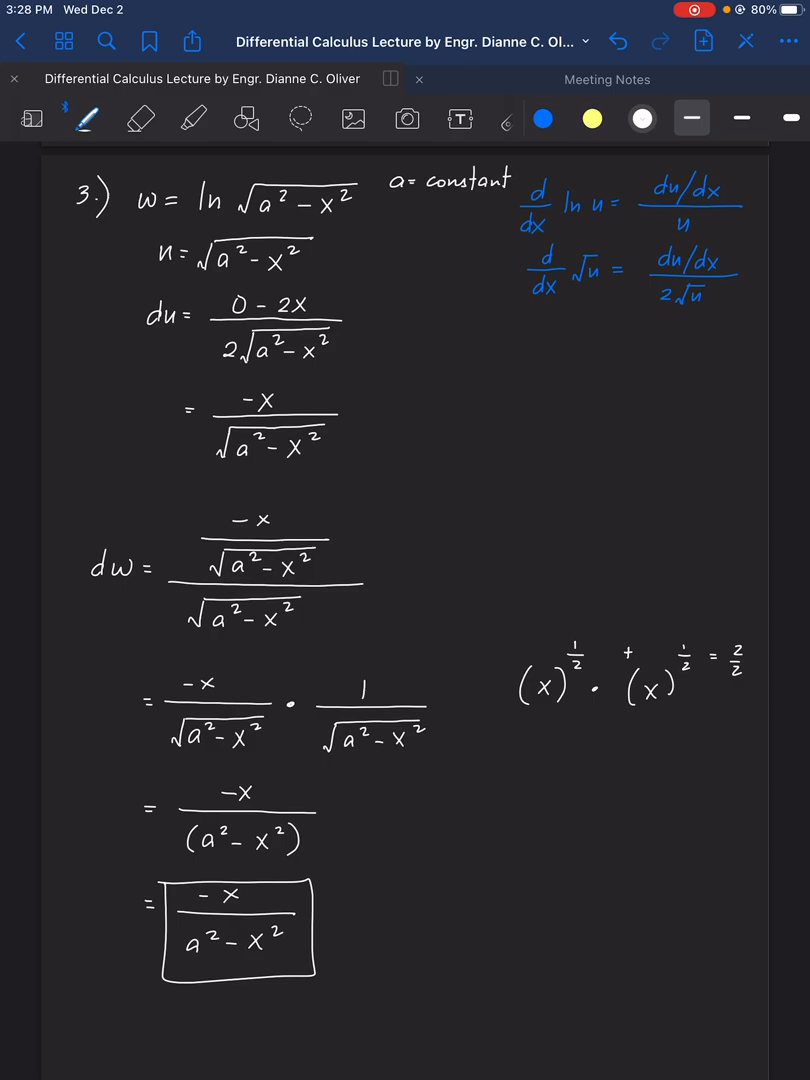 3:28 PM Wed Dec 2
80%
Differential Calculus Lecture by Engr. Dianne C. Ol...
Differential Calculus Lecture by Engr. Dianne C. Oliver
Meeting Notes
T
3.) w = ln √(a² - x²)
a = constant
d/dx ln u = (du/dx)/u
u = √(a² - x²)
d/dx √u = (du/dx)/(2√u)
du = (0 - 2x)/(2√(a² - x²))
= -x/√(a² - x²)
dw = (-x/√(a² - x²))/√(a² - x²)
(x)^(1/2) · + (x)^(1/2) = 2/2
= -x/√(a² - x²) · 1/√(a² - x²)
= -x/(a² - x²)
= -x/a² - x²